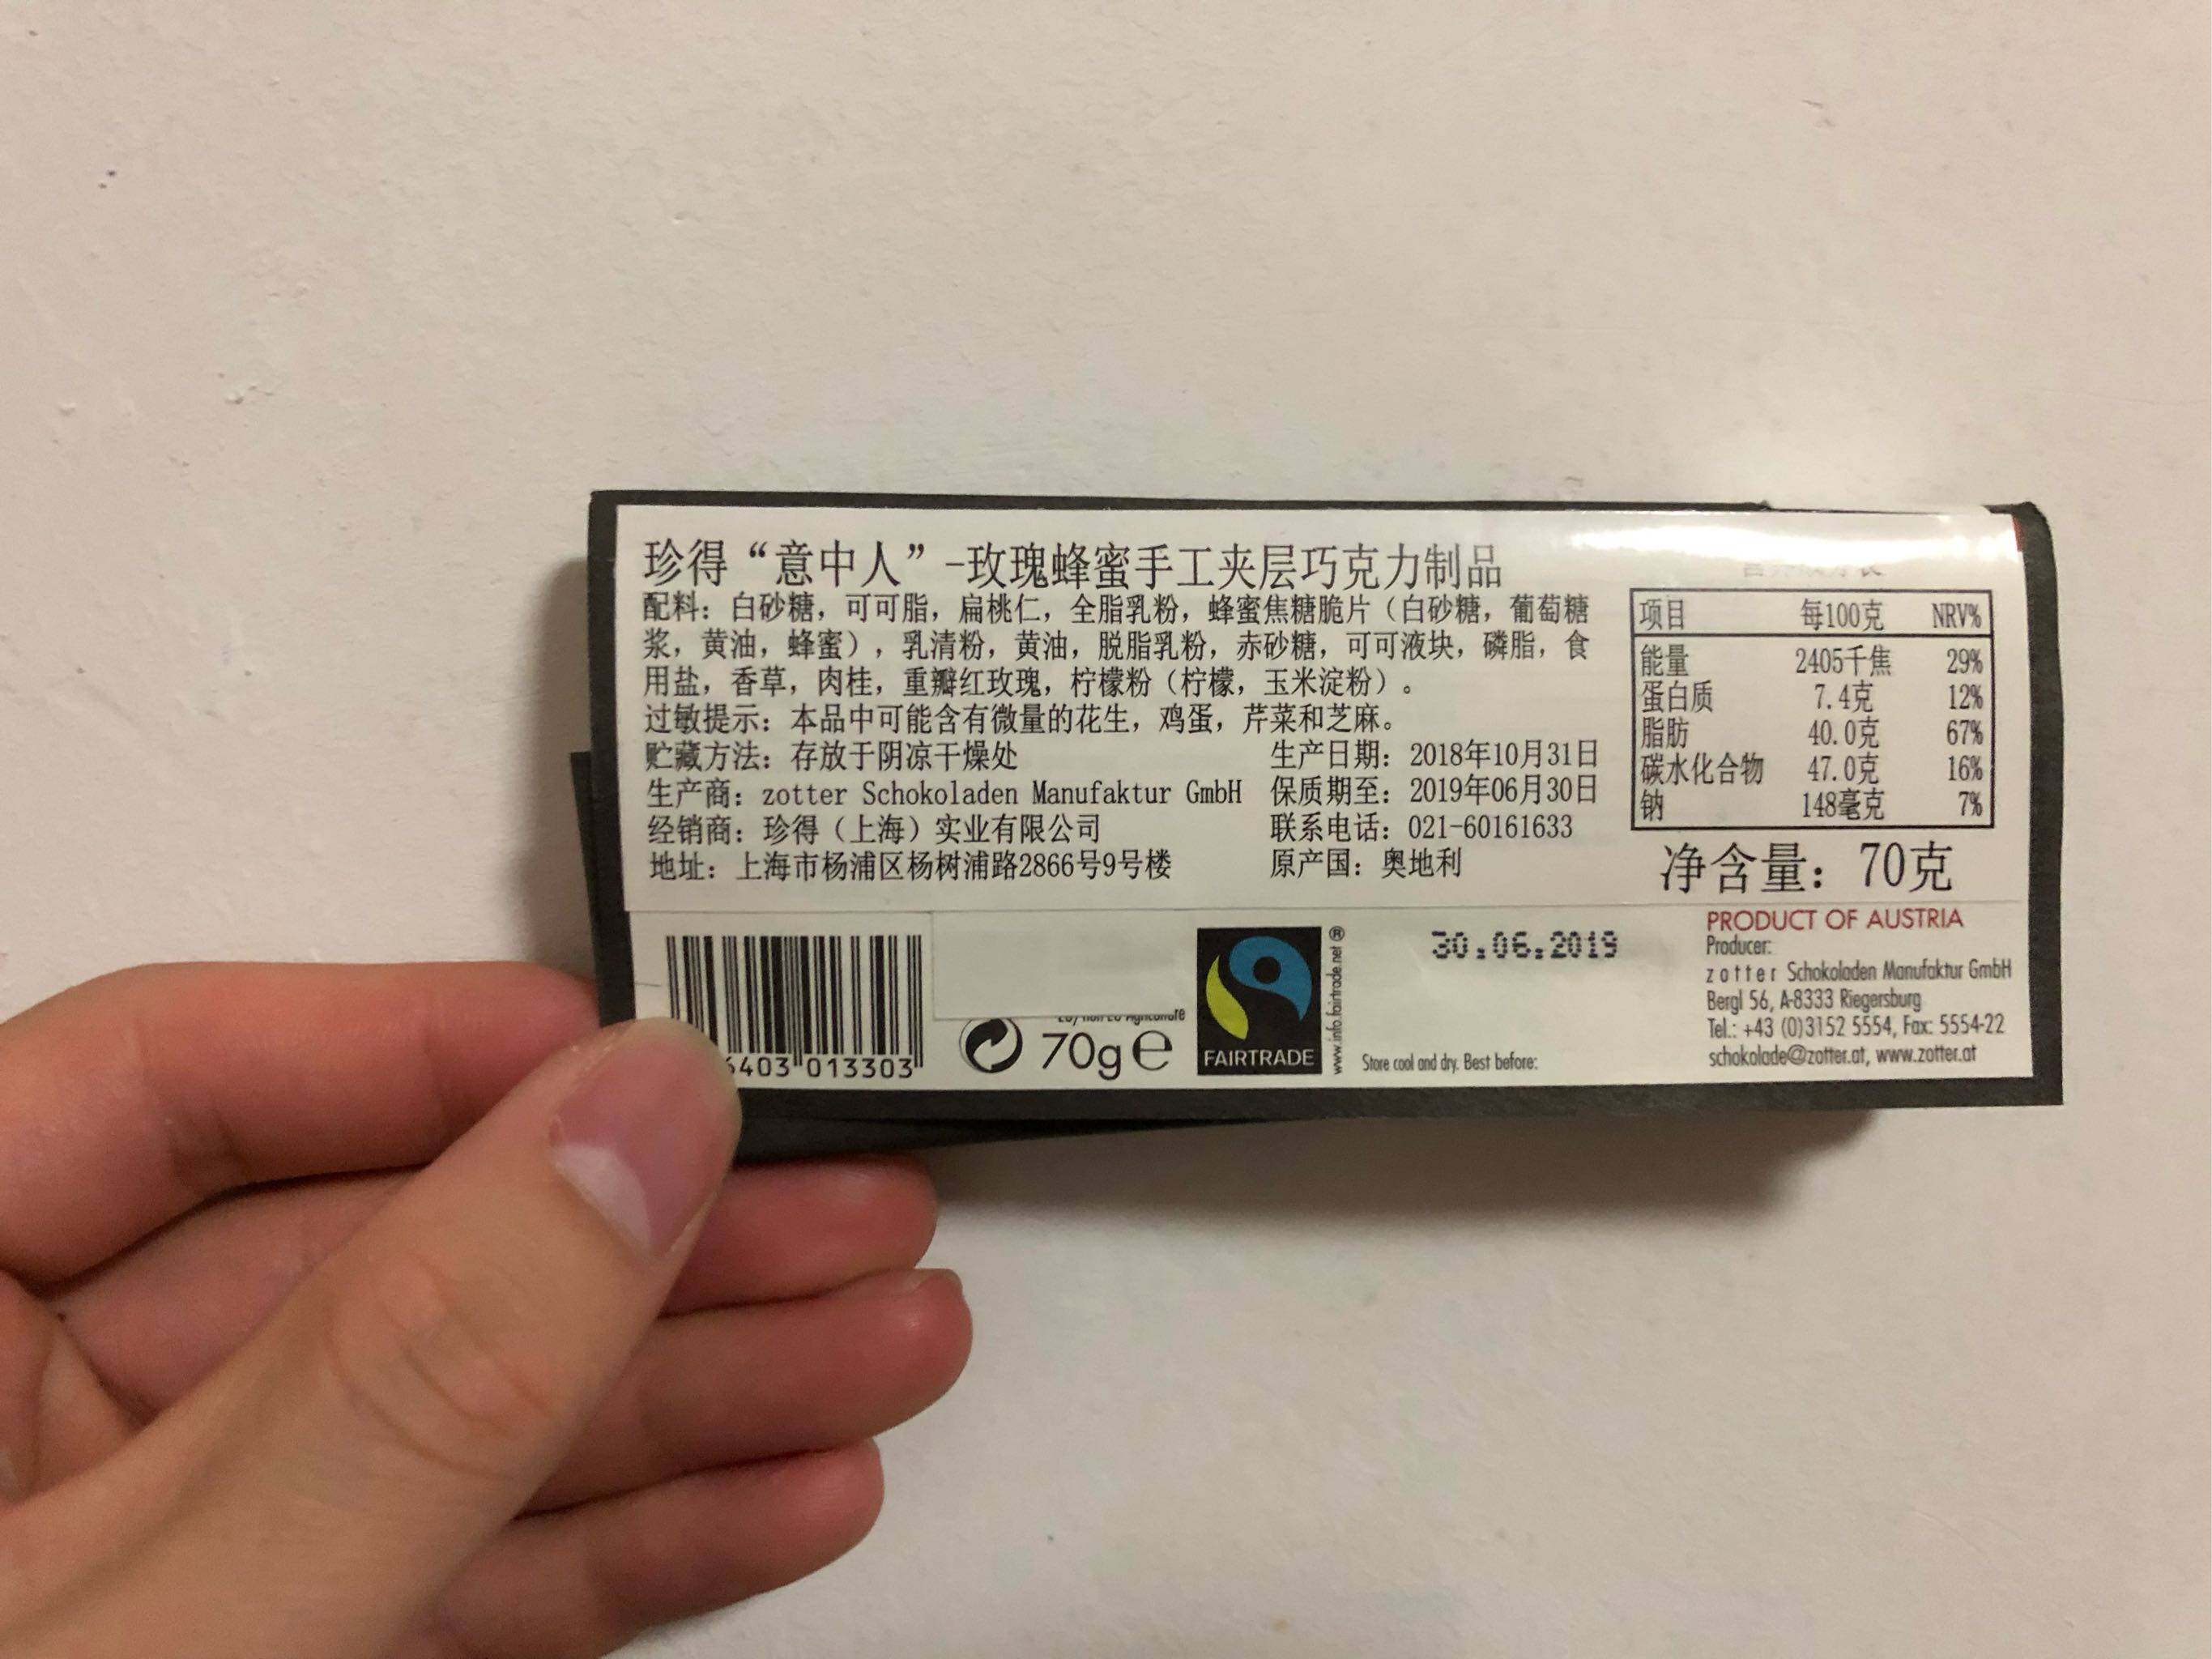 珍得“意中人”-玫瑰蜂蜜手工夹层巧克力制品
配料：白砂糖，可可脂，扁桃仁，全脂乳粉，蜂蜜焦糖脆片（白砂糖，葡萄糖
浆，黄油，蜂蜜），乳清粉，黄油，脱脂乳粉，赤砂糖，可可液块，磷脂，食
用盐，香草，肉桂，重瓣红玫瑰，柠檬粉（柠檬，玉米淀粉）。
过敏提示：本品中可能含有微量的花生，鸡蛋，芹菜和芝麻。
贮藏方法：存放于阴凉干燥处 生产日期：2018年10月31日
生产商：zotter Schokoladen Manufaktur GmbH 保质期至：2019年06月30日
经销商：珍得（上海）实业有限公司 联系电话：021-60161633
地址：上海市杨浦区杨树浦路2866号9号楼 原产国：奥地利
项目 每100克 NRV%
能量 2405千焦 29%
蛋白质 7.4克 12%
脂肪 40.0克 67%
碳水化合物 47.0克 16%
钠 148毫克 7%
净含量：70克
6403 013303
70g e
FAIRTRADE
www.info.fairtrade.net ®
30.06.2019
Store cool and dry. Best before:
PRODUCT OF AUSTRIA
Producer:
zotter Schokoladen Manufaktur GmbH
Bergl 56, A-8333 Riegersburg
Tel.: +43 (0)3152 5554, Fax: 5554-22
schokolade@zotter.at, www.zotter.at